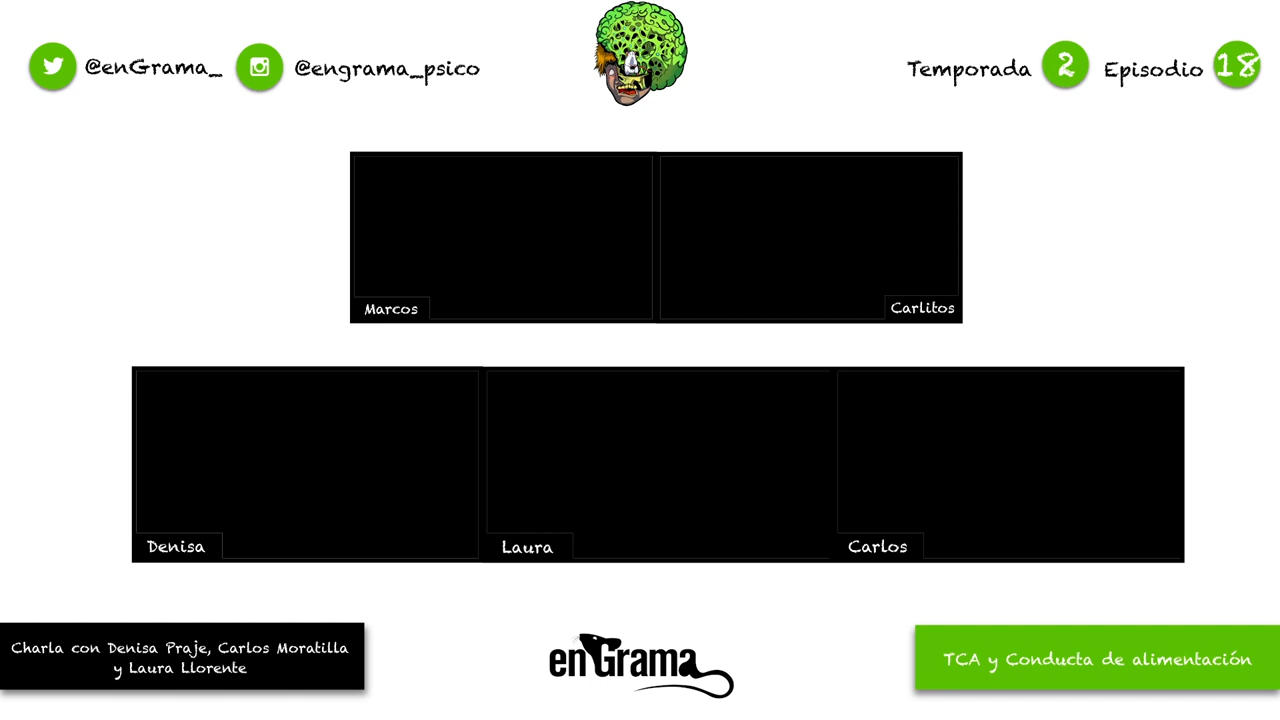 @enGrama_
@engrama_psico
Temporada 2 Episodio 18
Marcos
Carlitos
Denisa
Laura
Carlos
Charla con Denisa Praje, Carlos Moratilla
y Laura Llorente
enGrama
TCA y Conducta de alimentación